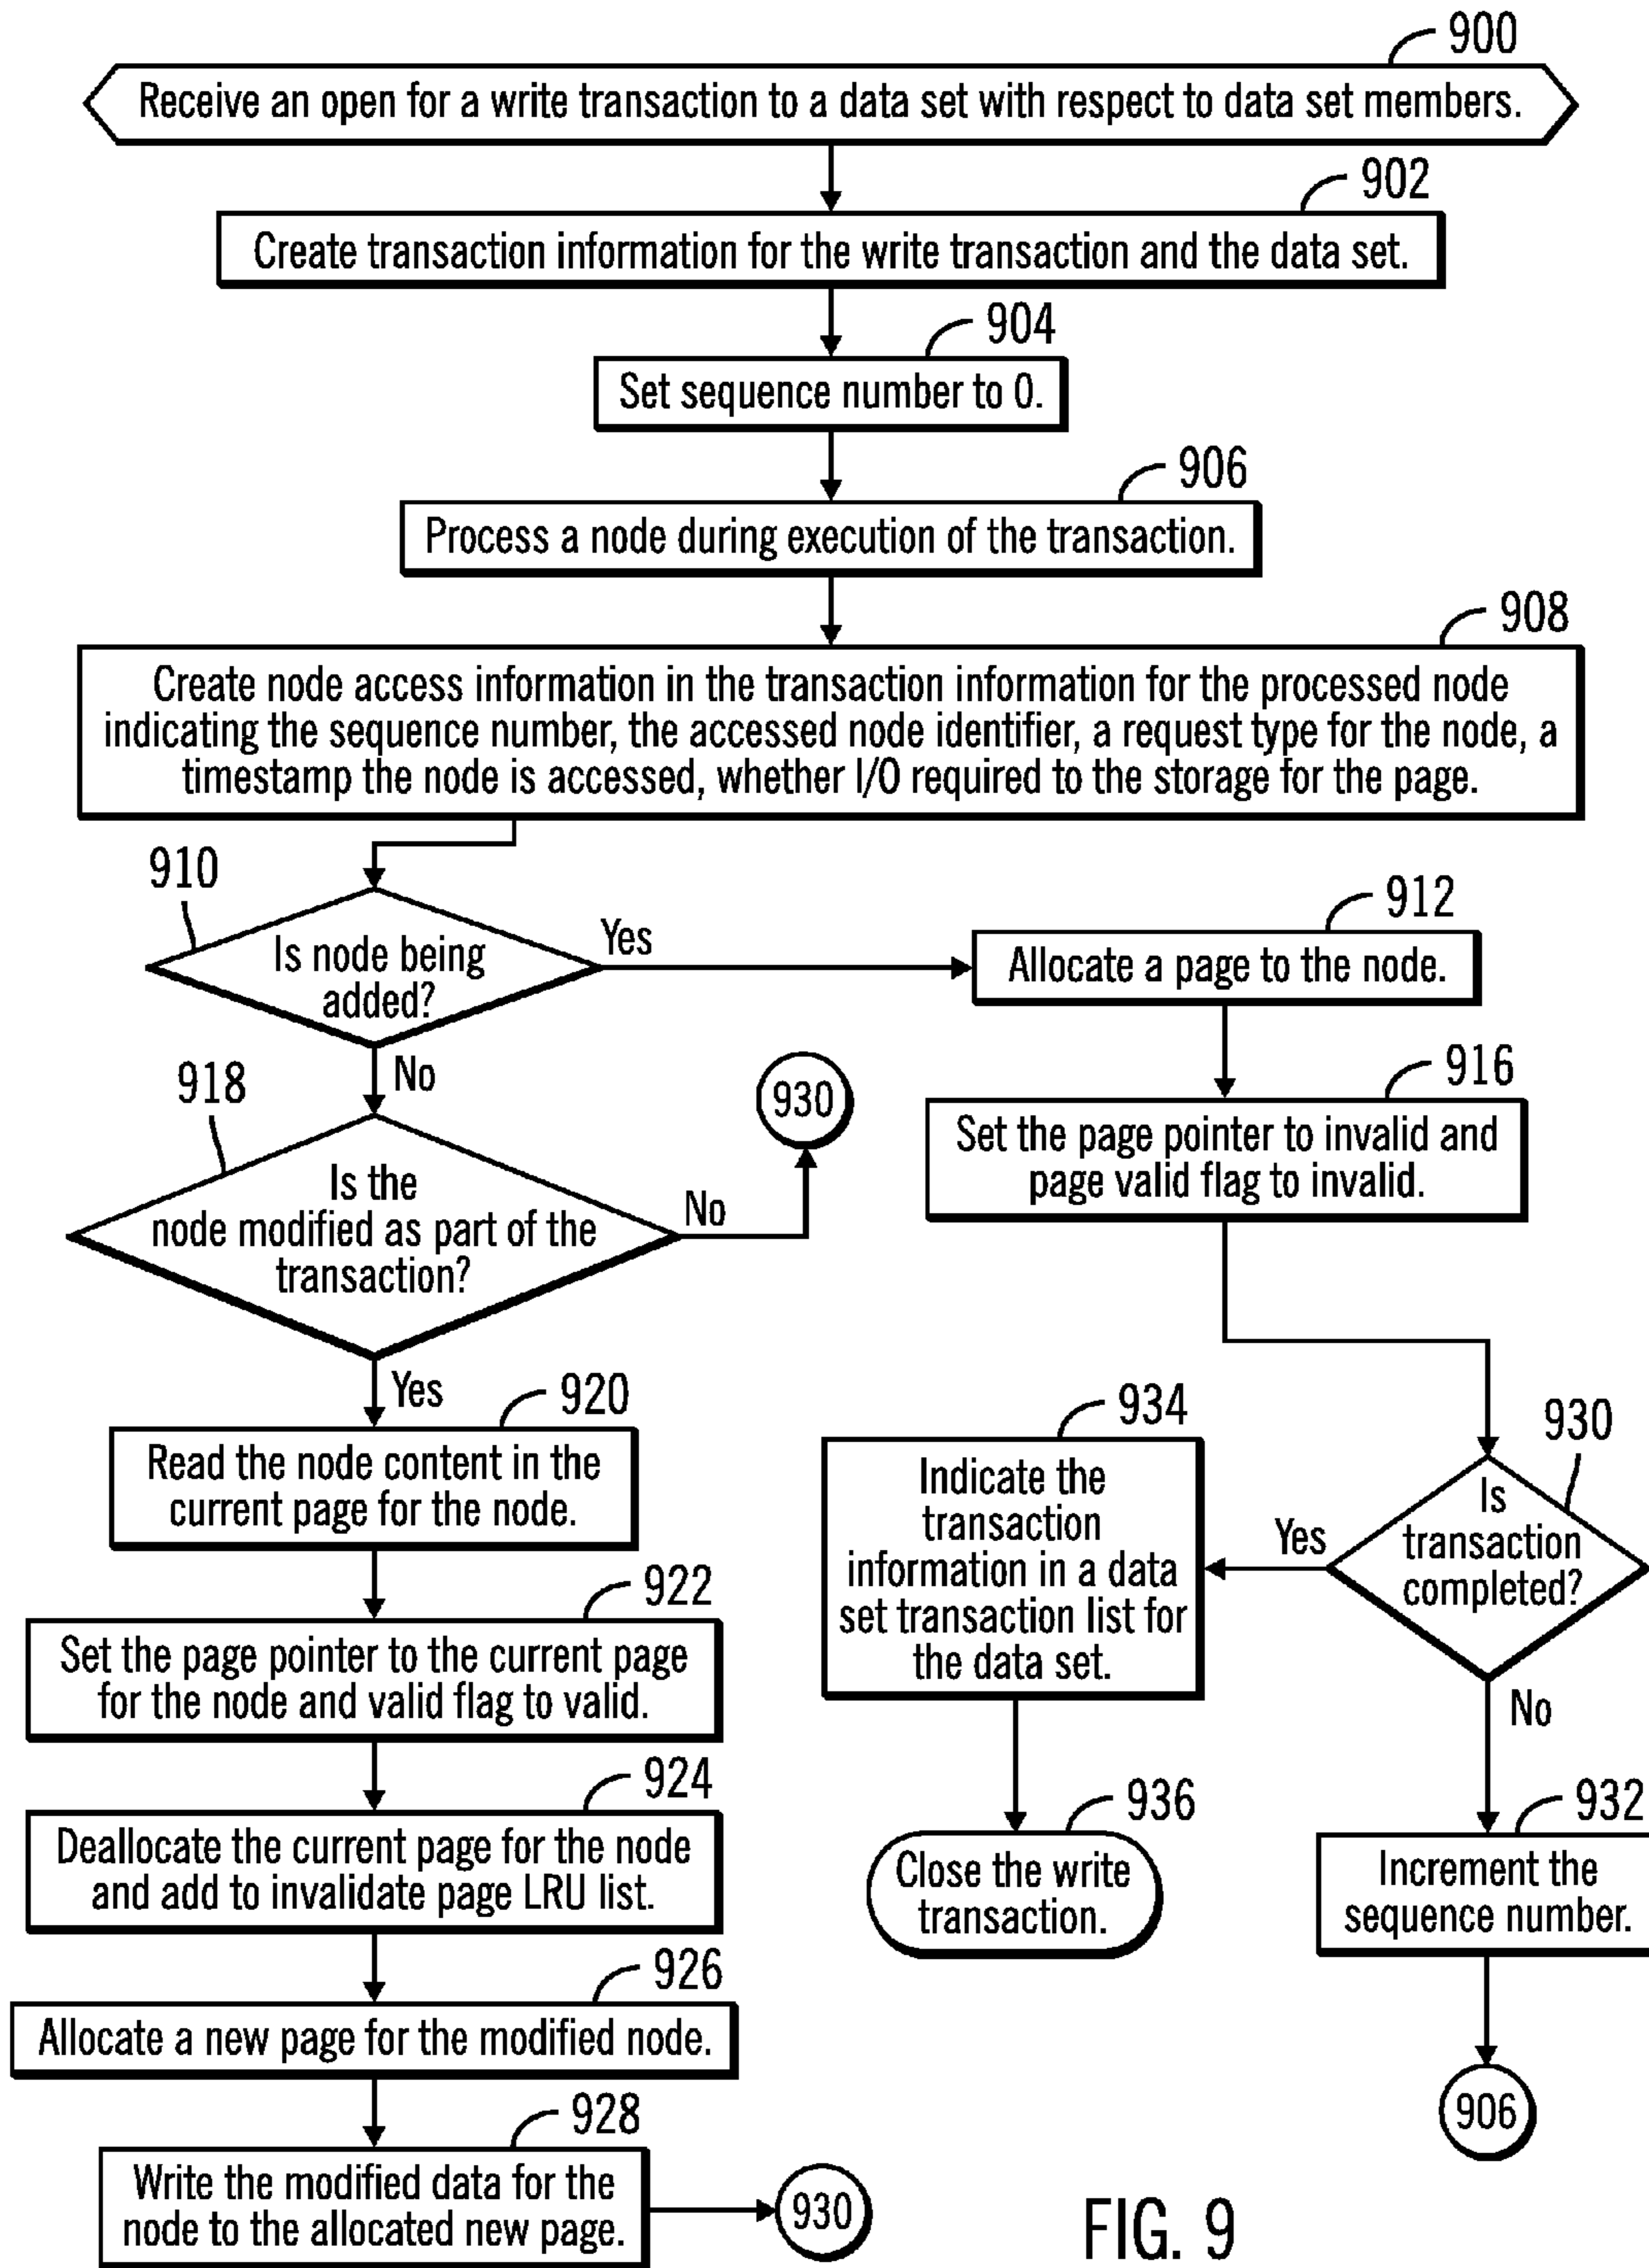 900
Receive an open for a write transaction to a data set with respect to data set members.
902
Create transaction information for the write transaction and the data set.
904
Set sequence number to 0.
906
Process a node during execution of the transaction.
908
Create node access information in the transaction information for the processed node
indicating the sequence number, the accessed node identifier, a request type for the node, a
timestamp the node is accessed, whether I/O required to the storage for the page.
910
Is node being
added?
Yes
No
912
Allocate a page to the node.
916
Set the page pointer to invalid and
page valid flag to invalid.
918
Is the
node modified as part of the
transaction?
No
930
Yes
920
Read the node content in the
current page for the node.
922
Set the page pointer to the current page
for the node and valid flag to valid.
924
Deallocate the current page for the node
and add to invalidate page LRU list.
926
Allocate a new page for the modified node.
928
Write the modified data for the
node to the allocated new page.
930
930
Is
transaction
completed?
Yes
No
934
Indicate the
transaction
information in a data
set transaction list for
the data set.
936
Close the write
transaction.
932
Increment the
sequence number.
906
FIG. 9